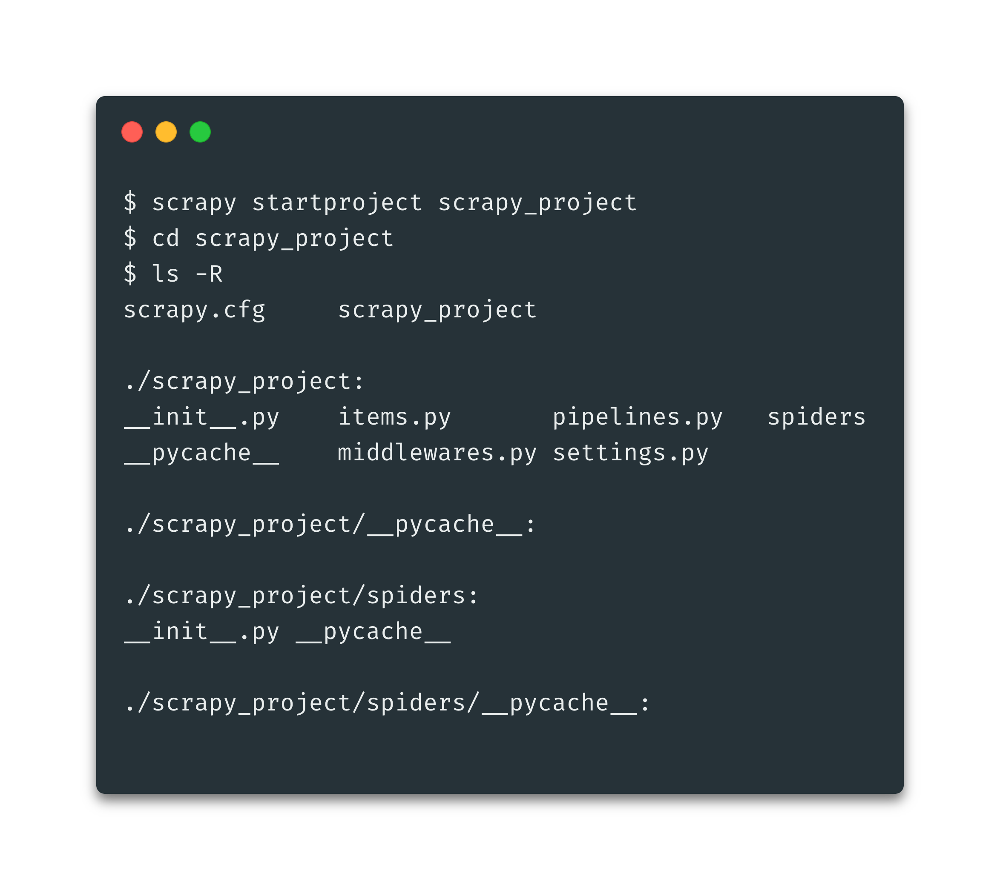 $ scrapy startproject scrapy_project
$ cd scrapy_project
$ ls -R
scrapy.cfg     scrapy_project
./scrapy_project:
__init__.py    items.py       pipelines.py   spiders
__pycache__    middlewares.py settings.py
./scrapy_project/__pycache__:
./scrapy_project/spiders:
__init__.py __pycache__
./scrapy_project/spiders/__pycache__: